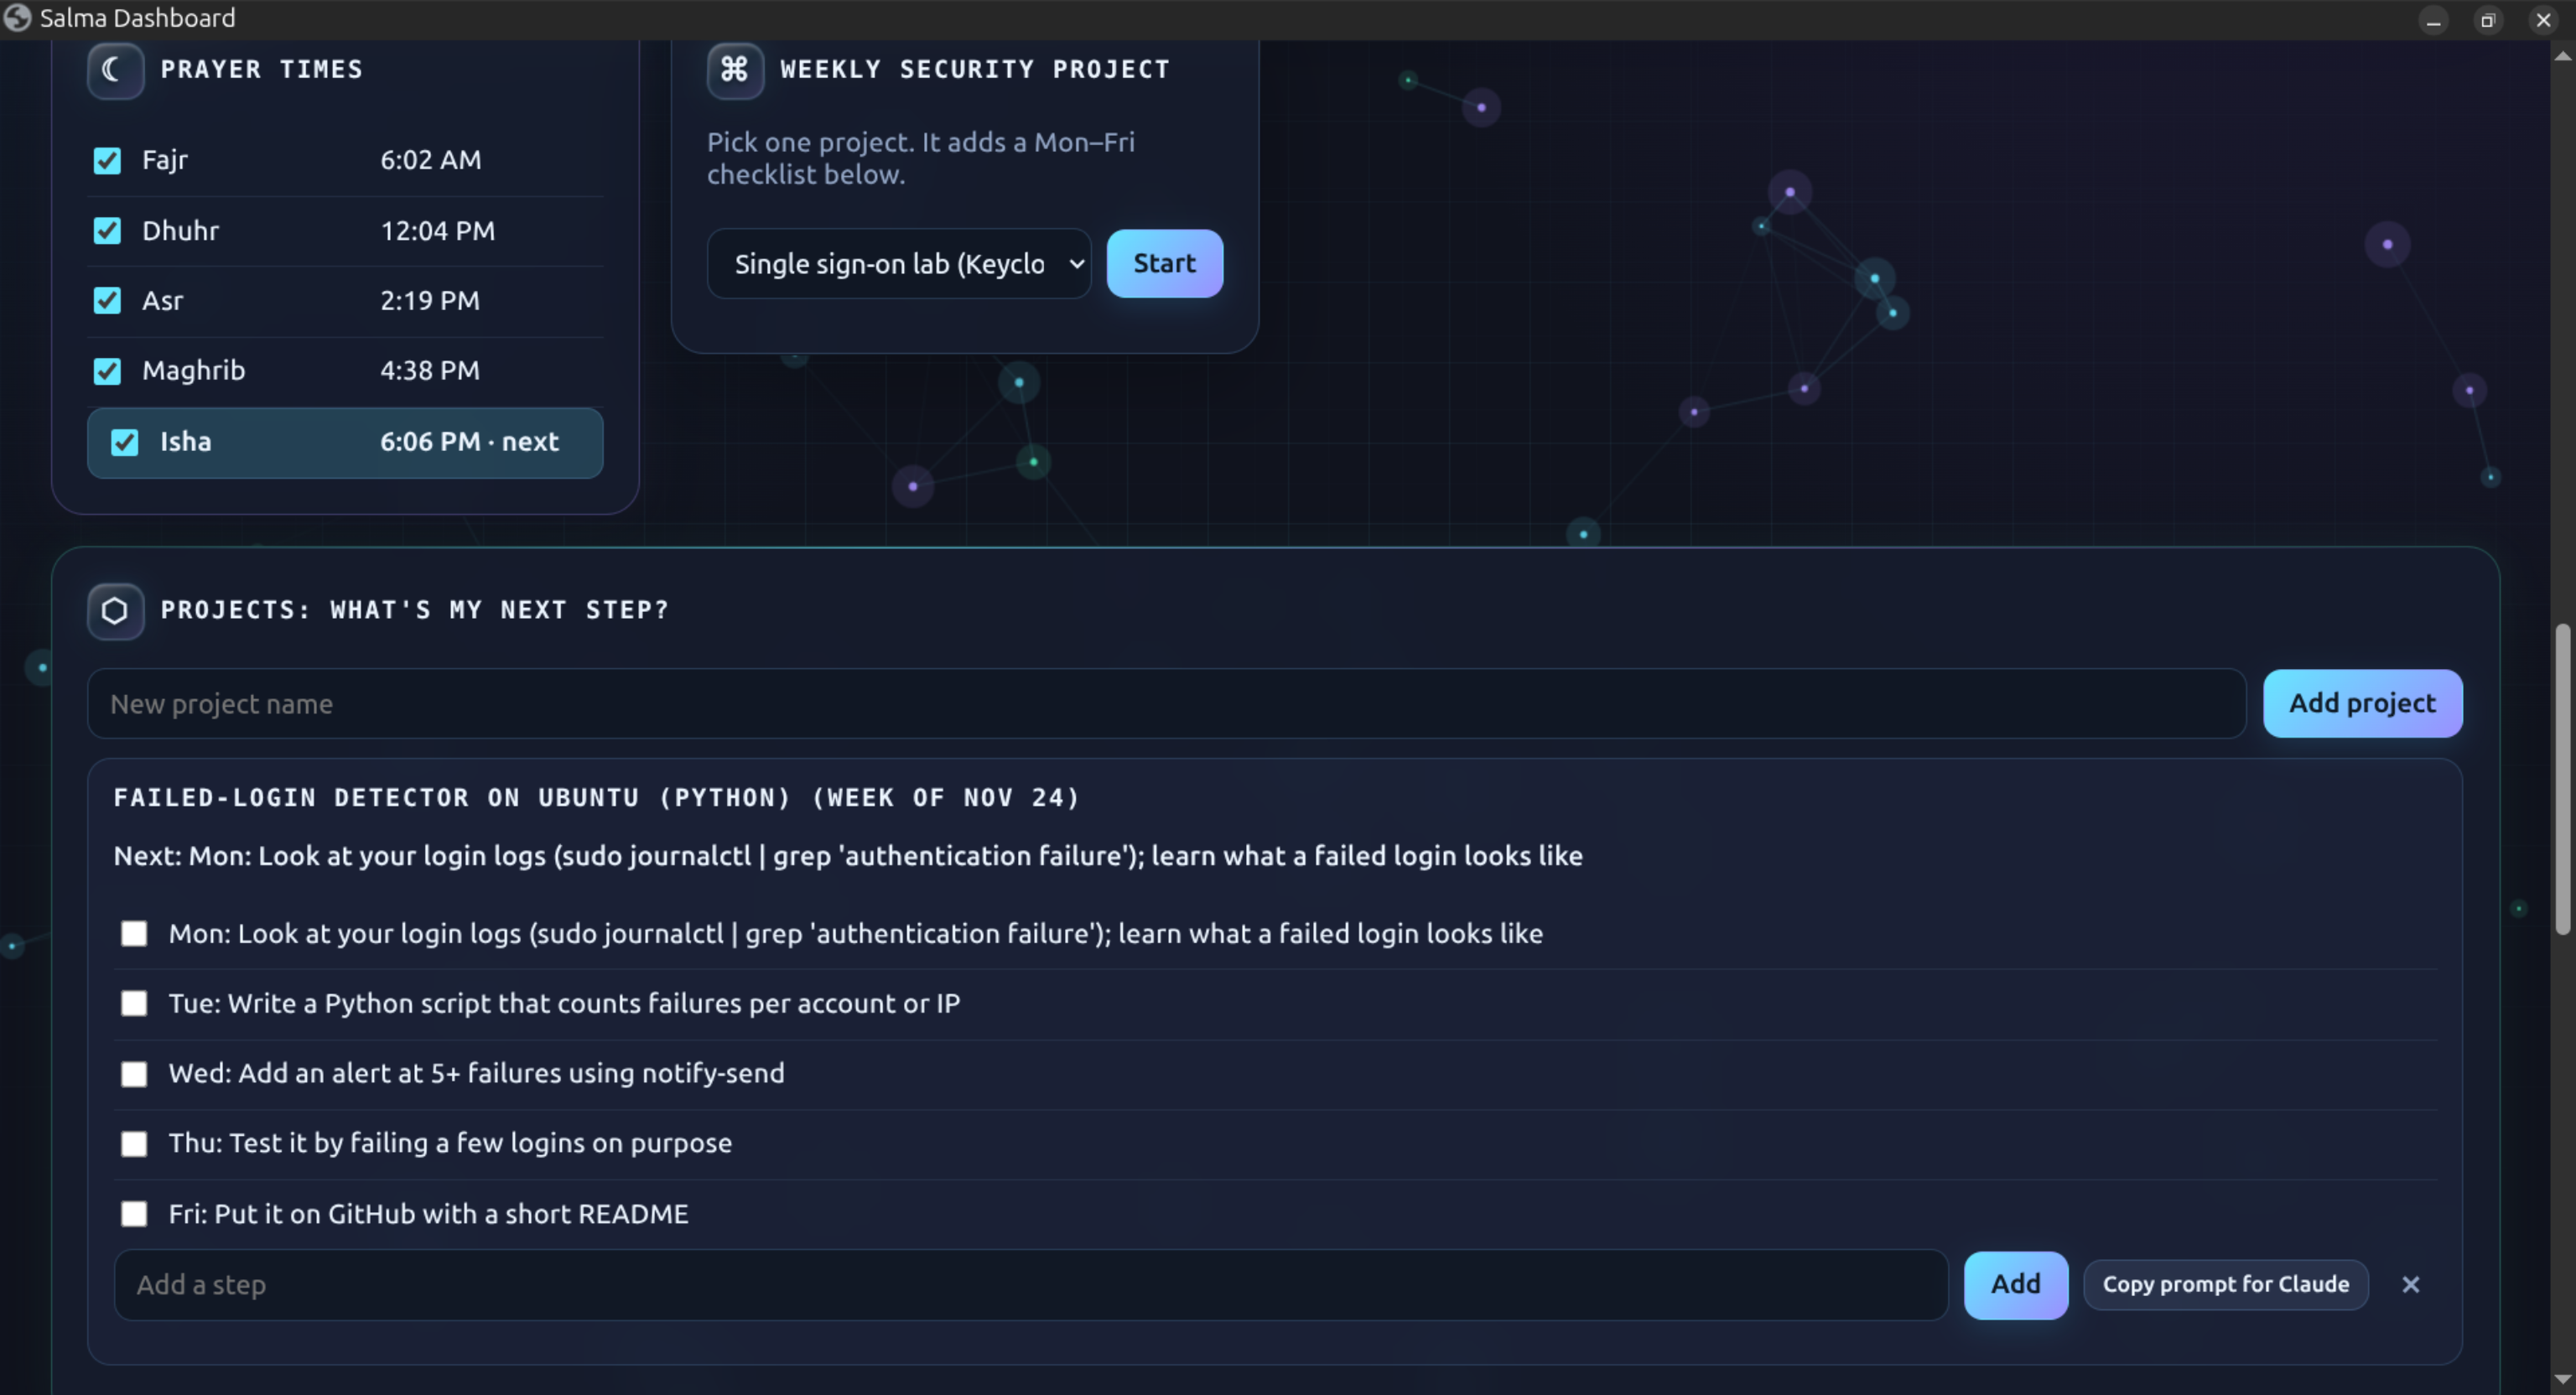 Salma Dashboard
PRAYER TIMES
Fajr 6:02 AM
Dhuhr 12:04 PM
Asr 2:19 PM
Maghrib 4:38 PM
Isha 6:06 PM · next
WEEKLY SECURITY PROJECT
Pick one project. It adds a Mon–Fri
checklist below.
Single sign-on lab (Keyclo
Start
PROJECTS: WHAT'S MY NEXT STEP?
New project name
Add project
FAILED-LOGIN DETECTOR ON UBUNTU (PYTHON) (WEEK OF NOV 24)
Next: Mon: Look at your login logs (sudo journalctl | grep 'authentication failure'); learn what a failed login looks like
Mon: Look at your login logs (sudo journalctl | grep 'authentication failure'); learn what a failed login looks like
Tue: Write a Python script that counts failures per account or IP
Wed: Add an alert at 5+ failures using notify-send
Thu: Test it by failing a few logins on purpose
Fri: Put it on GitHub with a short README
Add a step
Add
Copy prompt for Claude